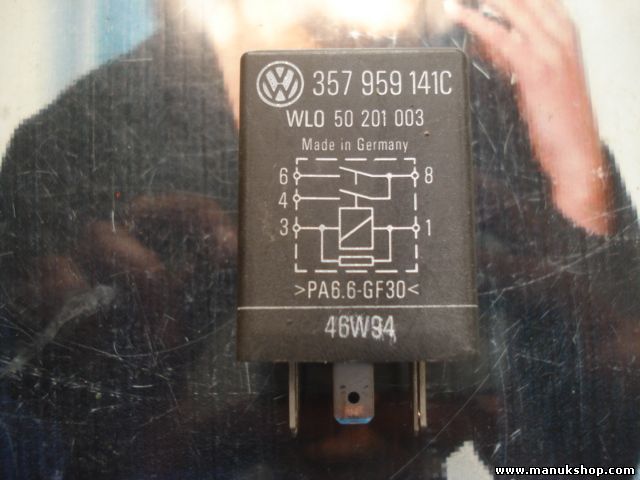 VW 357 959 141C
WLO 50 201 003
Made in Germany
6 8
4
3 1
>PA6.6-GF30<
46W94
www.manukshop.com